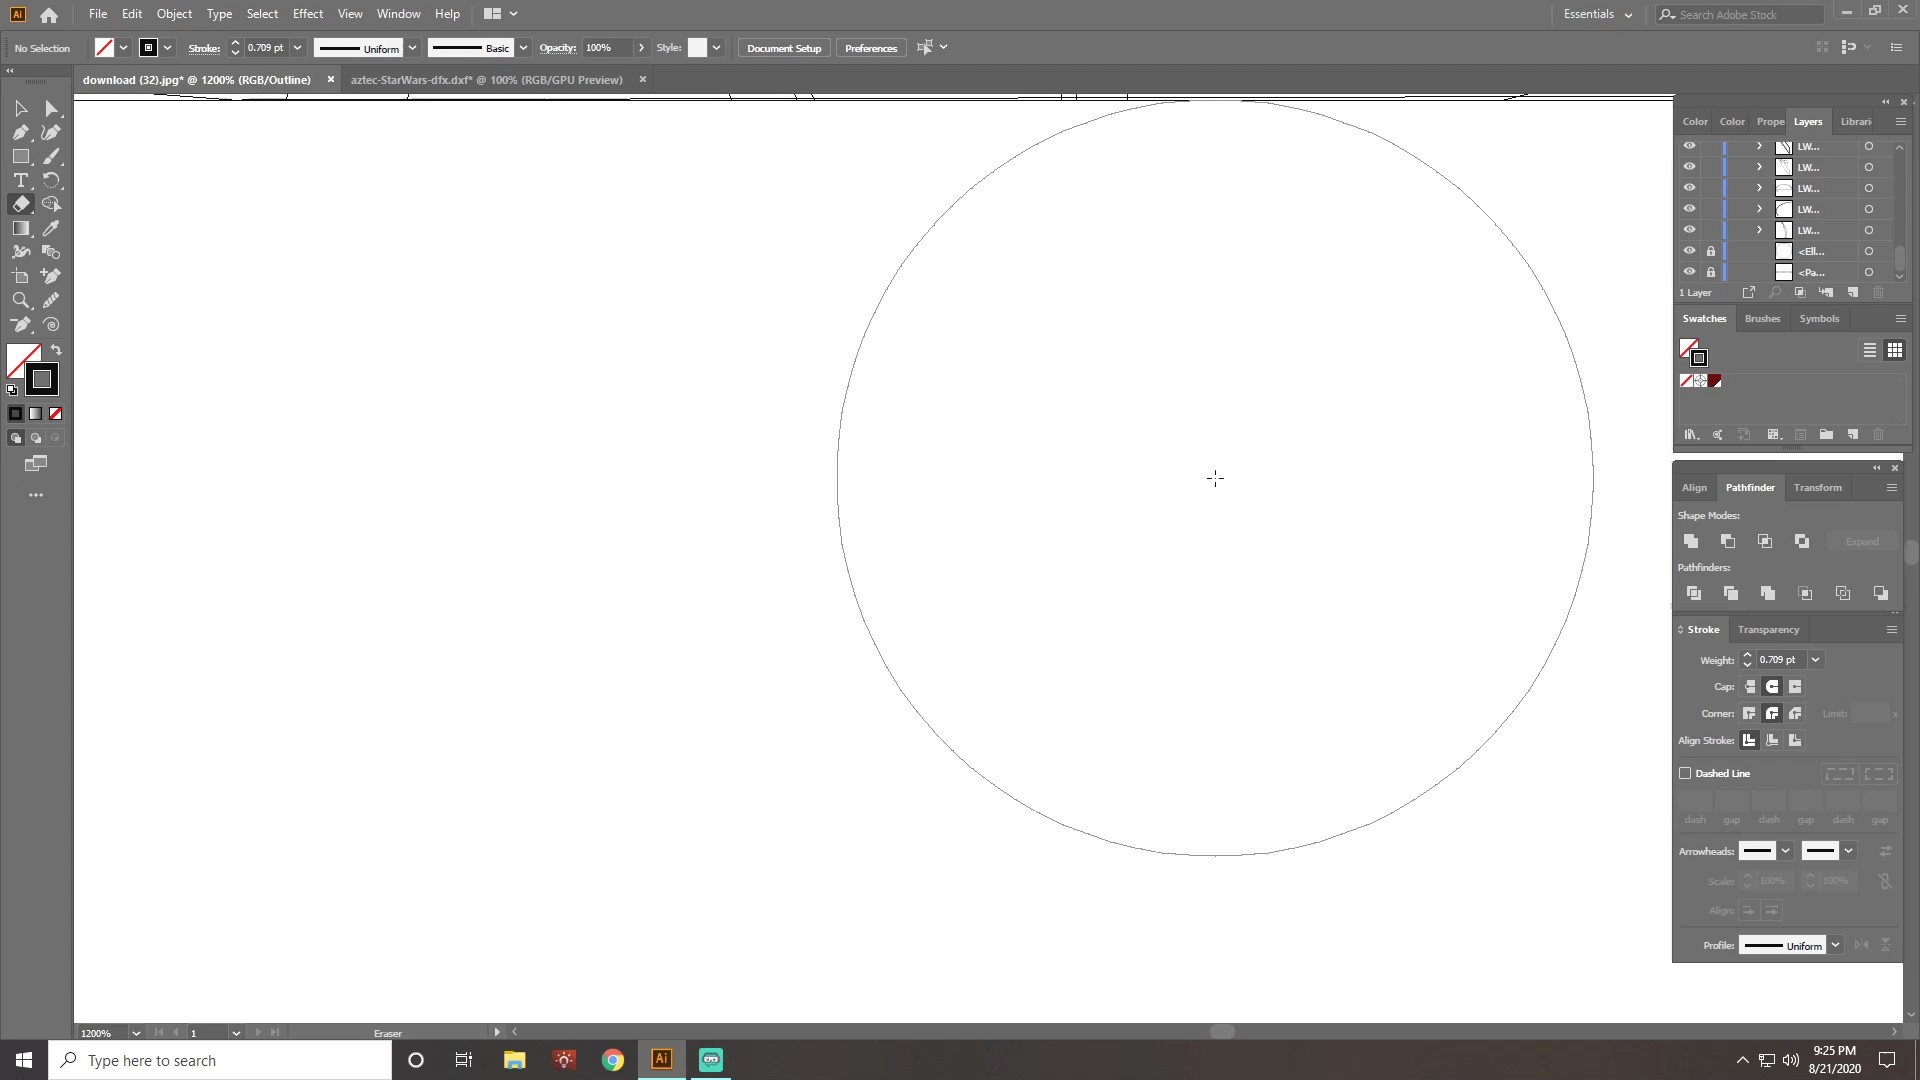 File Edit Object Type Select Effect View Window Help
Essentials
Search Adobe Stock
No Selection Stroke: 0.709 pt Uniform Basic Opacity: 100% Style: Document Setup Preferences
download (32).jpg* @ 1200% (RGB/Outline) × aztec-StarWars-dfx.dxf* @ 100% (RGB/GPU Preview) ×
Color Color Prope Layers Librari
LW...
LW...
LW...
LW...
LW...
<Ell...
<Pa...
1 Layer
Swatches Brushes Symbols
Align Pathfinder Transform
Shape Modes:
Expand
Pathfinders:
Stroke Transparency
Weight: 0.709 pt
Cap:
Corner: Limit: x
Align Stroke:
Dashed Line
dash gap dash gap dash gap
Arrowheads:
Scale: 100% 100%
Align:
Profile: Uniform
1200% 1 Eraser
Type here to search
Ai
9:25 PM
8/21/2020